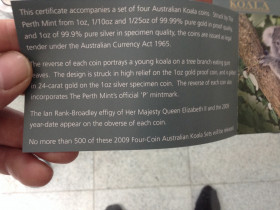 KOALA
This certificate accompanies a set of four Australian Koala coins. Struck by The
Perth Mint from 1oz, 1/10oz and 1/25oz of 99.99% pure gold in proof quality
and 1oz of 99.9% pure silver in specimen quality, the coins are issued as legal
tender under the Australian Currency Act 1965.
The reverse of each coin portrays a young koala on a tree branch eating gum
leaves. The design is struck in high relief on the 1oz gold proof coin, and is
in 24-carat gold on the 1oz silver specimen coin. The reverse of each coin
incorporates The Perth Mint's official 'P' mintmark.
The Ian Rank-Broadley effigy of Her Majesty Queen Elizabeth II and the 2009
year-date appear on the obverse of each coin.
No more than 500 of these 2009 Four-Coin Australian Koala Sets will be released.